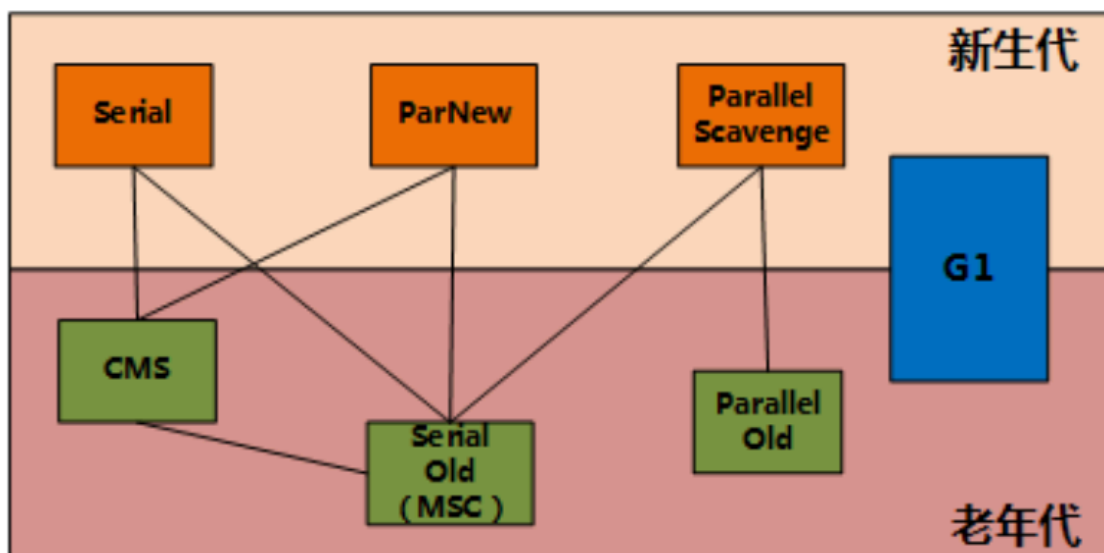 新生代
Serial
ParNew
Parallel
Scavenge
G1
CMS
Parallel
Old
Serial
Old
(MSC)
老年代